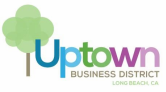 Uptown
BUSINESS DISTRICT
LONG BEACH, CA